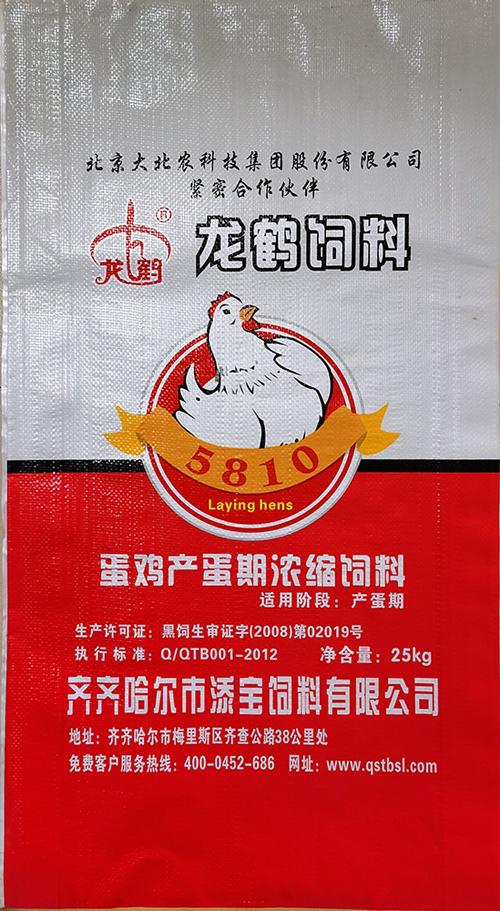 北京大北农科技集团股份有限公司
紧密合作伙伴
®
龙鹤
龙鹤饲料
5810
Laying hens
蛋鸡产蛋期浓缩饲料
适用阶段：产蛋期
生产许可证：黑饲生审证字(2008)第02019号
执行标准：Q/QTB001-2012 净含量：25kg
齐齐哈尔市添宝饲料有限公司
地址：齐齐哈尔市梅里斯区齐查公路38公里处
免费客户服务热线：400-0452-686 网址：www.qstbsl.com